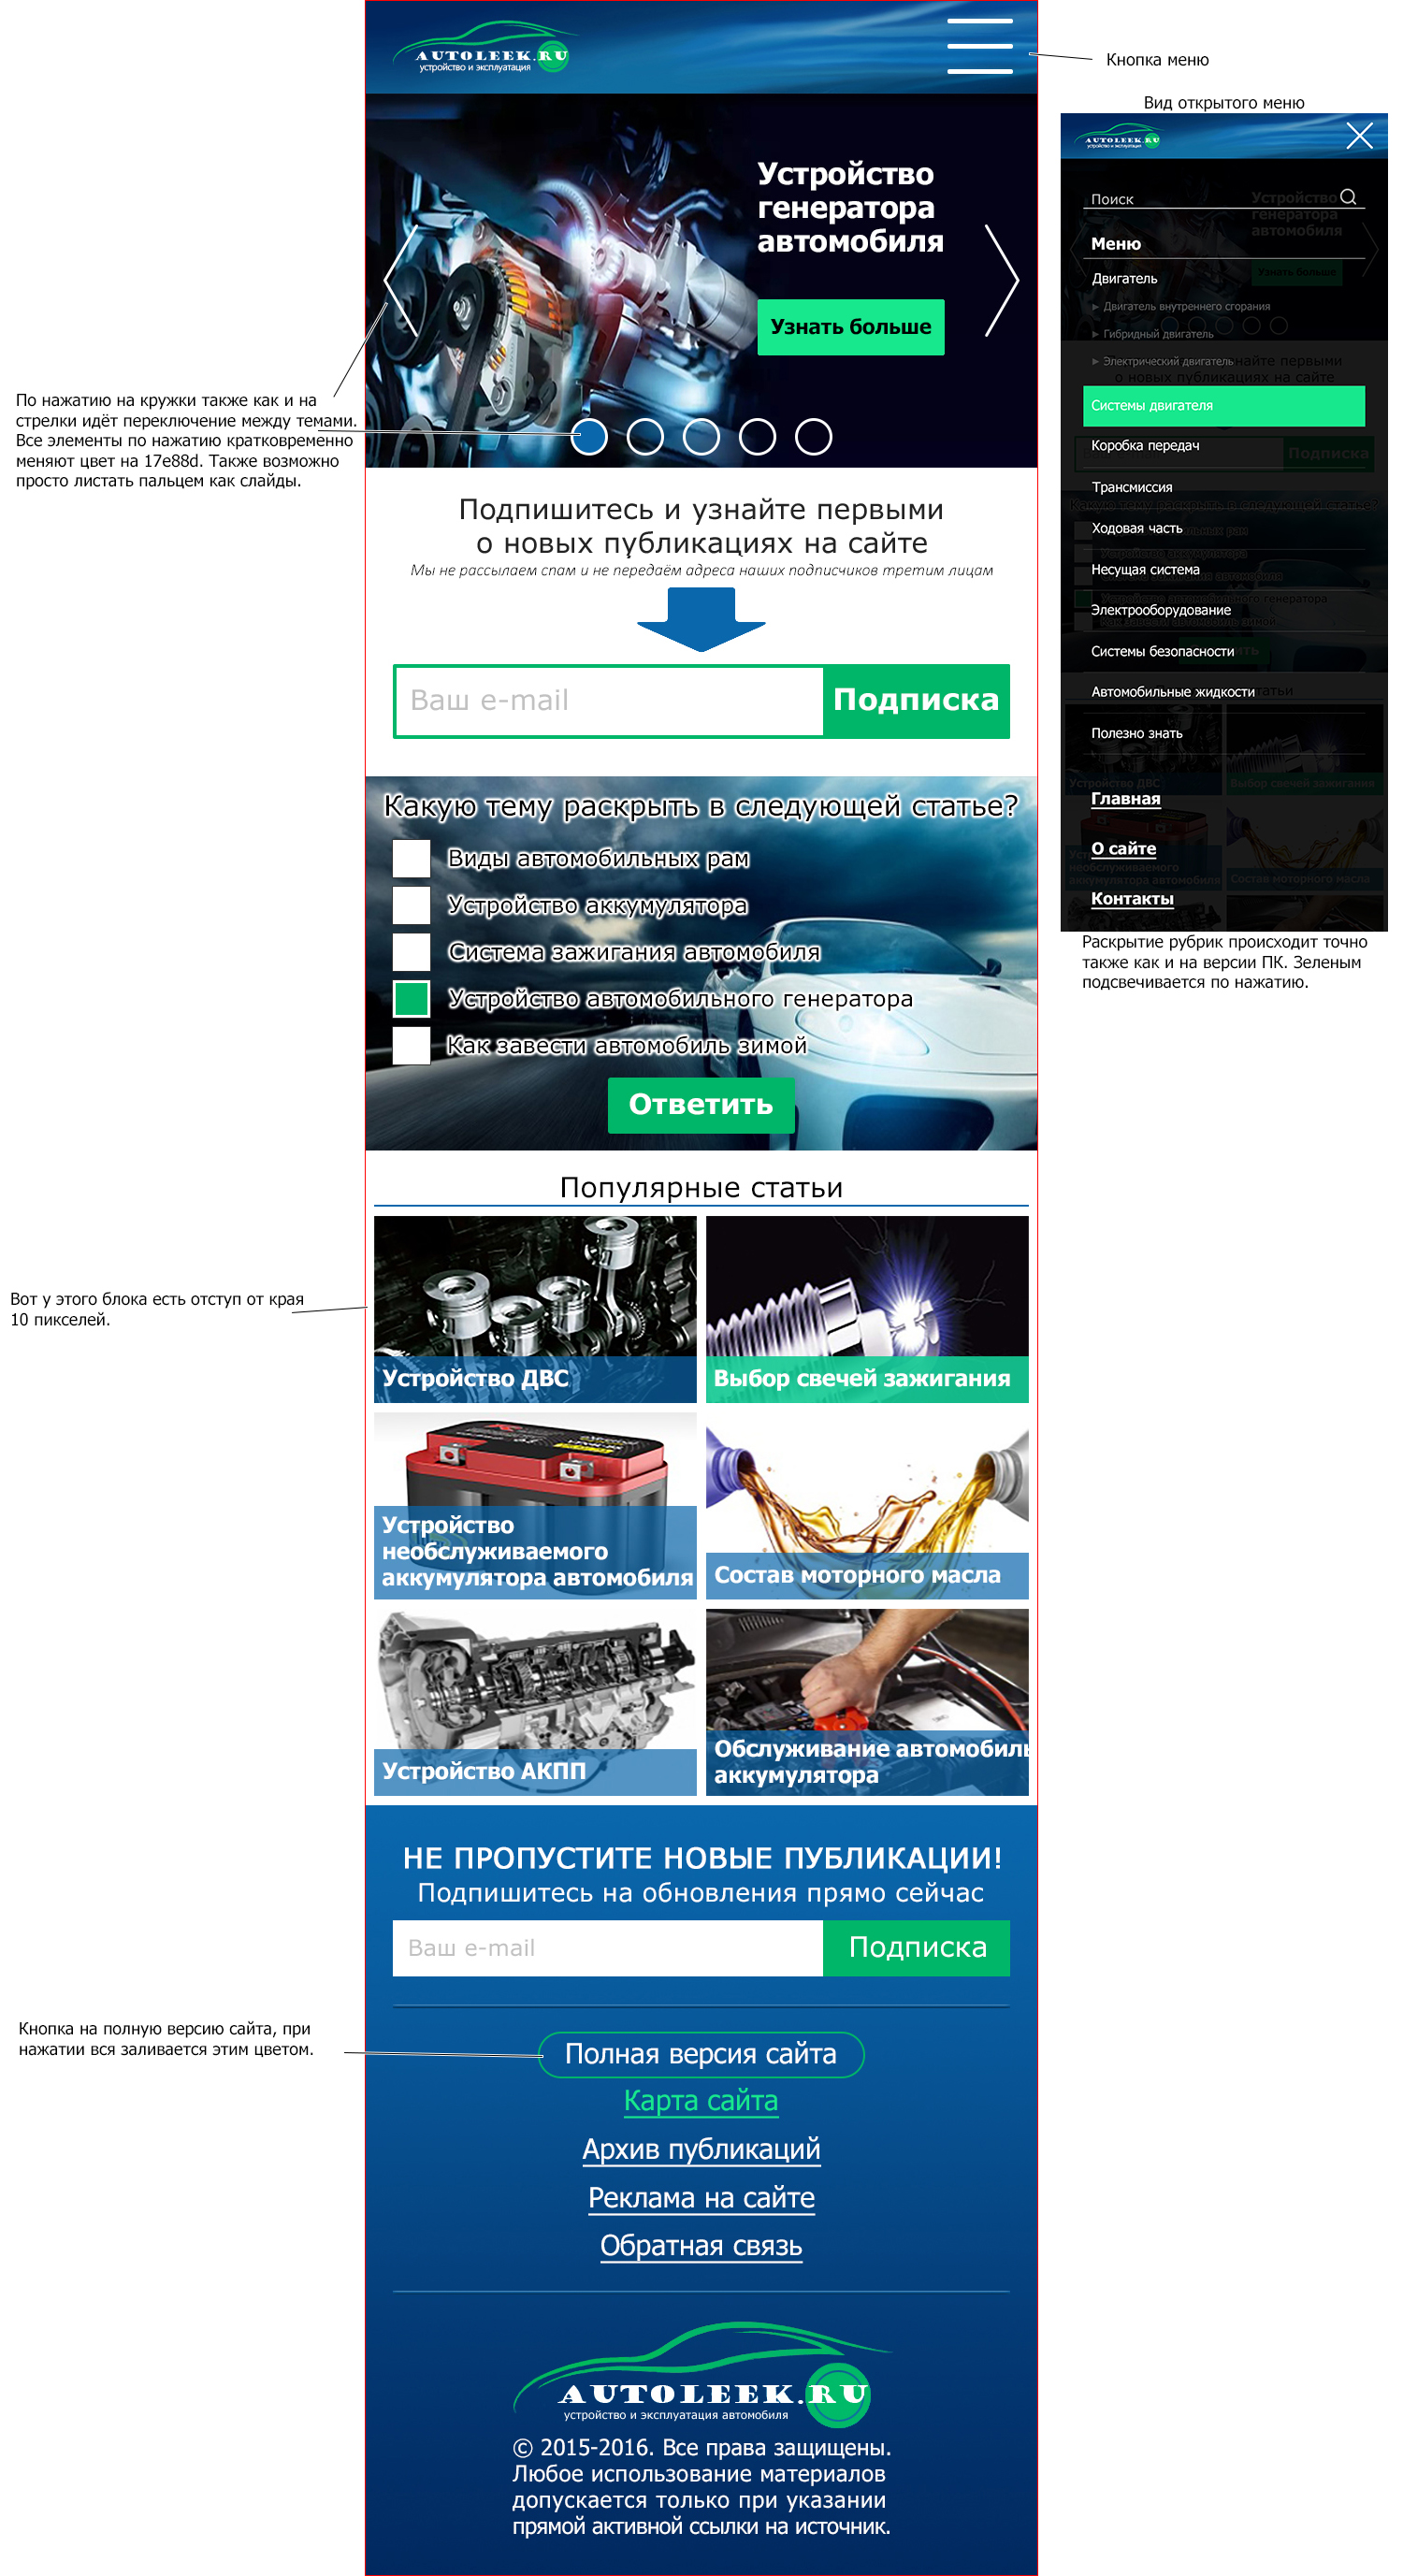 AUTOLEEK.RU
устройство и эксплуатация
Кнопка меню
Вид открытого меню
Устройство
генератора
автомобиля
Узнать больше
По нажатию на кружки также как и на
стрелки идёт переключение между темами.
Все элементы по нажатию кратковременно
меняют цвет на 17e88d. Также возможно
просто листать пальцем как слайды.
Подпишитесь и узнайте первыми
о новых публикациях на сайте
Мы не рассылаем спам и не передаём адреса наших подписчиков третим лицам
Ваш e-mail
Подписка
Какую тему раскрыть в следующей статье?
Виды автомобильных рам
Устройство аккумулятора
Система зажигания автомобиля
Устройство автомобильного генератора
Как завести автомобиль зимой
Ответить
AUTOLEEK.RU
устройство и эксплуатация
Поиск
Устройство
генератора
автомобиля
Узнать больше
Меню
Двигатель
Двигатель внутреннего сгорания
Гибридный двигатель
Электрический двигатель
Системы двигателя
Коробка передач
Трансмиссия
Ходовая часть
Несущая система
Электрооборудование
Системы безопасности
Автомобильные жидкости
Полезно знать
Главная
О сайте
Контакты
Раскрытие рубрик происходит точно
также как и на версии ПК. Зеленым
подсвечивается по нажатию.
Популярные статьи
Вот у этого блока есть отступ от края
10 пикселей.
Устройство ДВС
Выбор свечей зажигания
Устройство
необслуживаемого
аккумулятора автомобиля
Состав моторного масла
Устройство АКПП
Обслуживание автомобиль
аккумулятора
НЕ ПРОПУСТИТЕ НОВЫЕ ПУБЛИКАЦИИ!
Подпишитесь на обновления прямо сейчас
Ваш e-mail
Подписка
Кнопка на полную версию сайта, при
нажатии вся заливается этим цветом.
Полная версия сайта
Карта сайта
Архив публикаций
Реклама на сайте
Обратная связь
AUTOLEEK.RU
устройство и эксплуатация автомобиля
© 2015-2016. Все права защищены.
Любое использование материалов
допускается только при указании
прямой активной ссылки на источник.